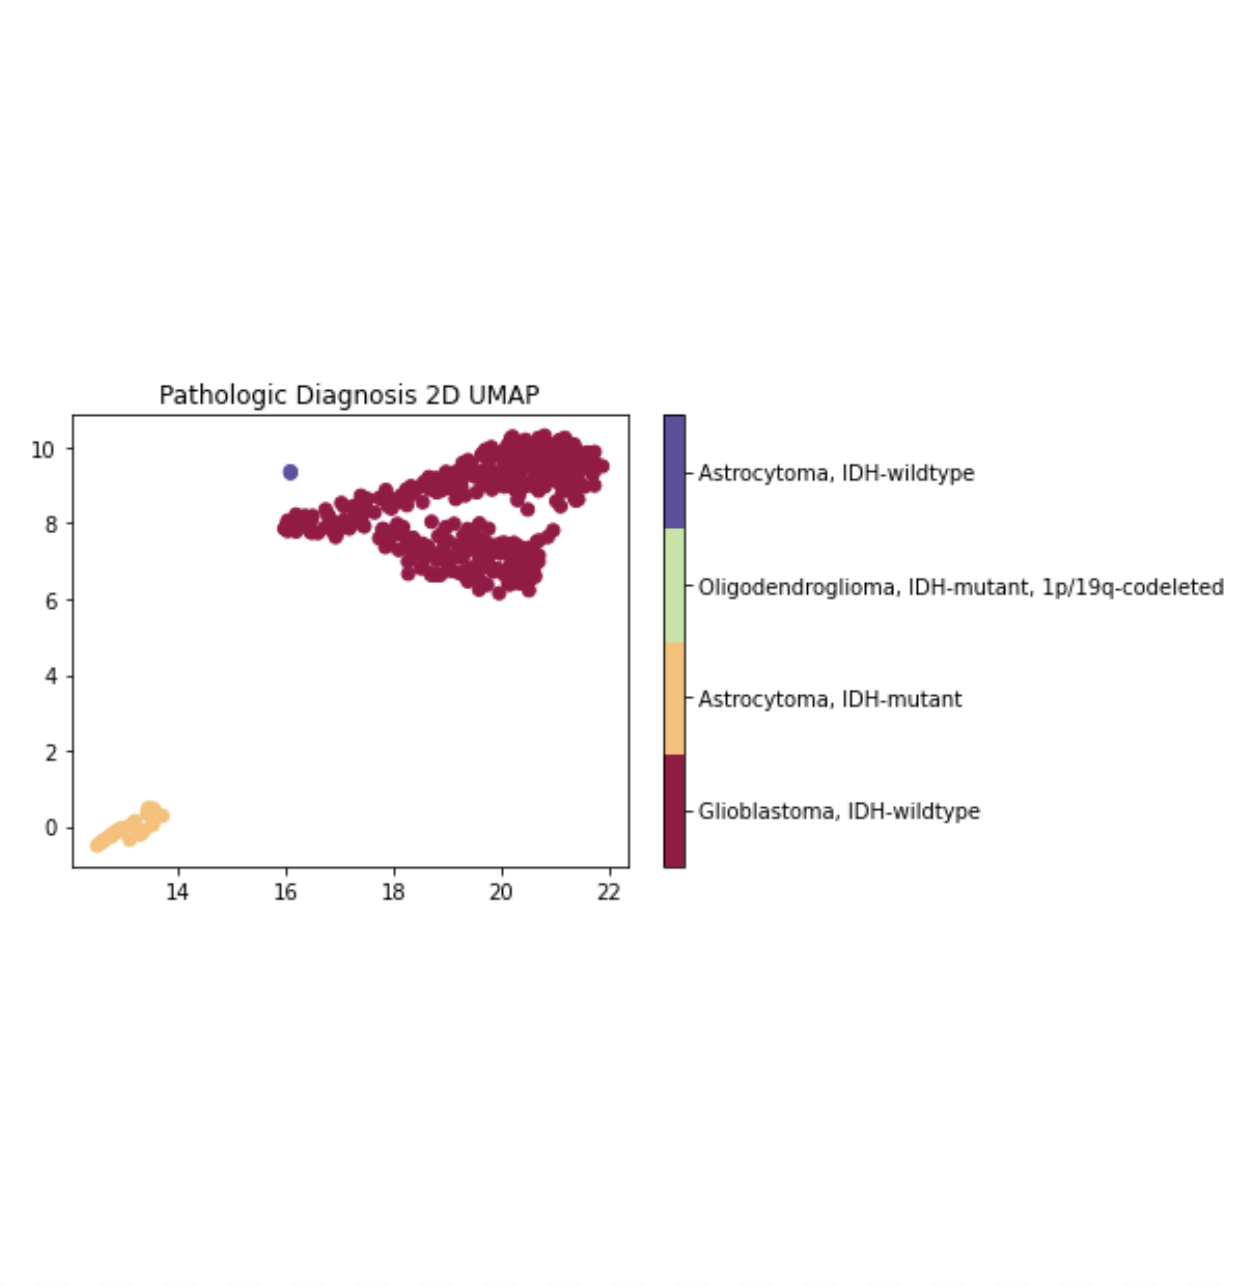 Pathologic Diagnosis 2D UMAP
10
8
6
4
2
0
14 16 18 20 22
Astrocytoma, IDH-wildtype
Oligodendroglioma, IDH-mutant, 1p/19q-codeleted
Astrocytoma, IDH-mutant
Glioblastoma, IDH-wildtype